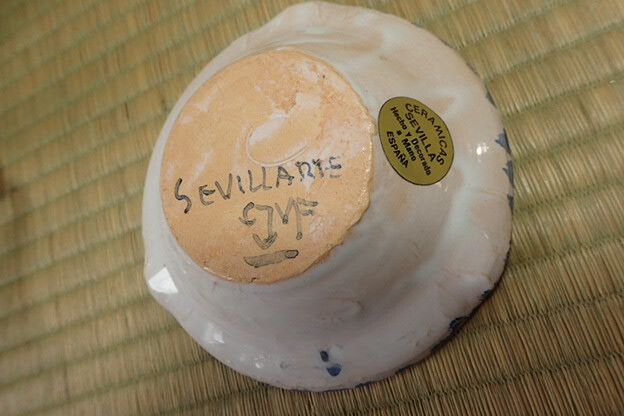 SEVILLARTE
CERAMICAS
SEVILLA
Hecho y Decorado
a Mano
ESPAÑA